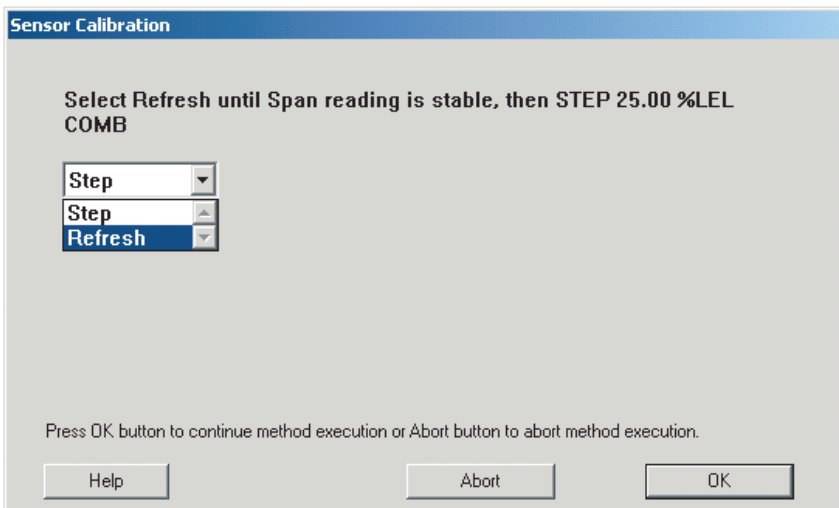 Sensor Calibration
Select Refresh until Span reading is stable, then STEP 25.00 %LEL
COMB
Step
Step
Refresh
Press OK button to continue method execution or Abort button to abort method execution.
Help
Abort
OK